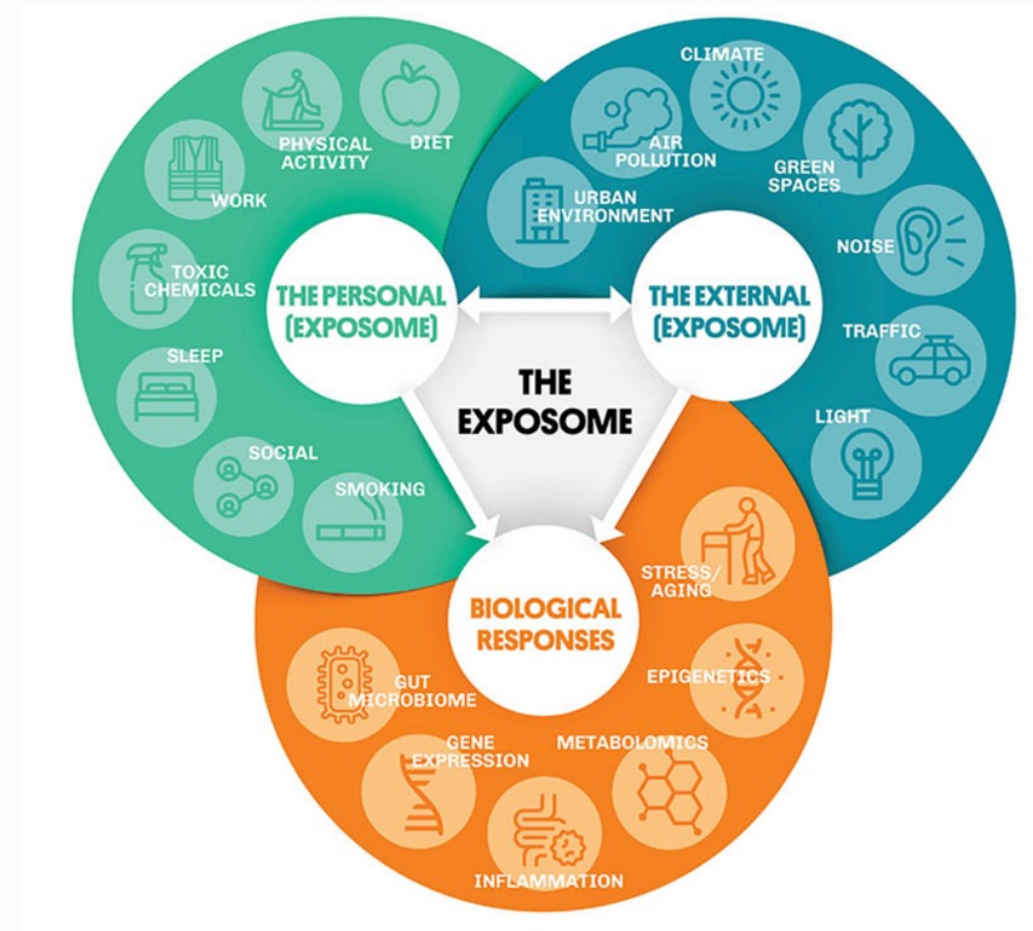 PHYSICAL
ACTIVITY
DIET
WORK
TOXIC
CHEMICALS
SLEEP
SOCIAL
SMOKING
THE PERSONAL
(EXPOSOME)
CLIMATE
AIR
POLLUTION
URBAN
ENVIRONMENT
GREEN
SPACES
NOISE
TRAFFIC
LIGHT
THE EXTERNAL
(EXPOSOME)
THE
EXPOSOME
BIOLOGICAL
RESPONSES
STRESS/
AGING
EPIGENETICS
METABOLOMICS
INFLAMMATION
GENE
EXPRESSION
GUT
MICROBIOME